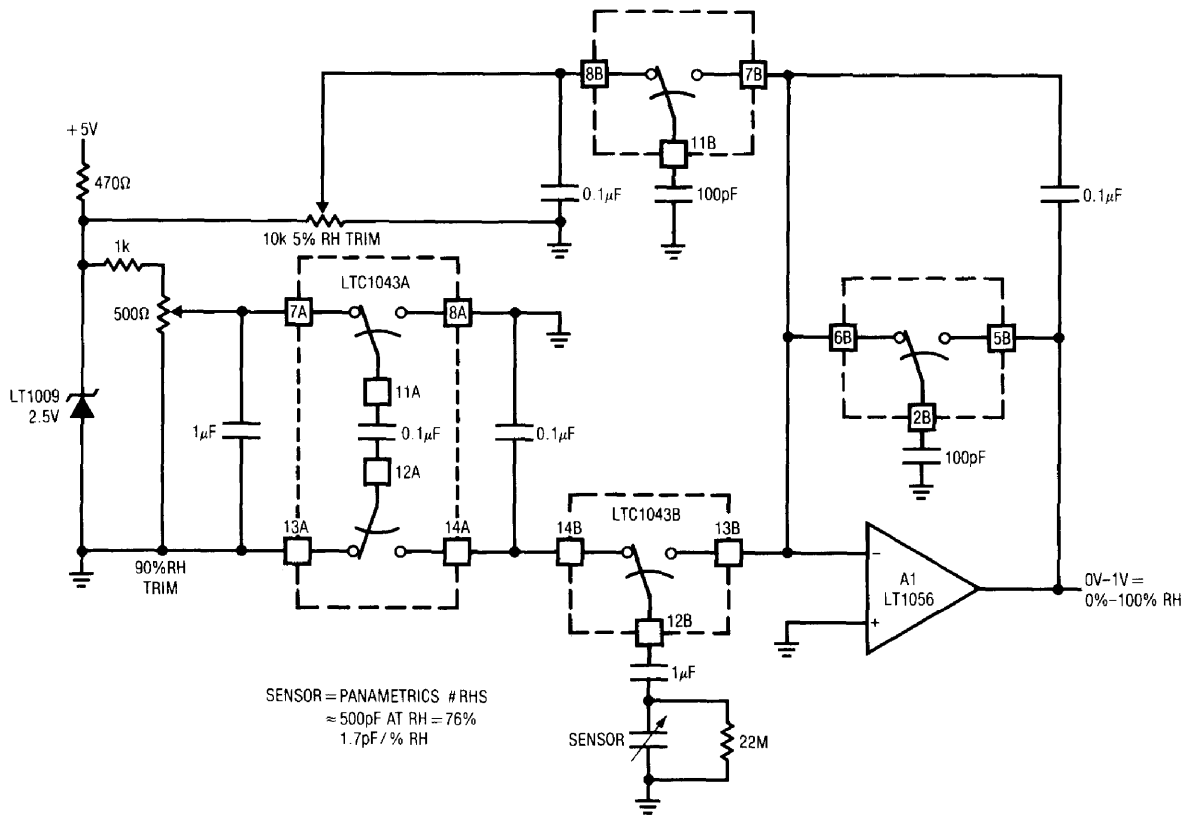 8B
7B
11B
100pF
0.1μF
0.1μF
+5V
470Ω
10k 5% RH TRIM
1k
500Ω
LTC1043A
7A
8A
LT1009
2.5V
11A
1μF
0.1μF
0.1μF
12A
6B
5B
2B
100pF
13A
14A
90%RH
TRIM
LTC1043B
14B
13B
12B
1μF
−
A1
LT1056
+
0V–1V =
0%–100% RH
SENSOR = PANAMETRICS #RHS
≈ 500pF AT RH = 76%
1.7pF/% RH
SENSOR
22M